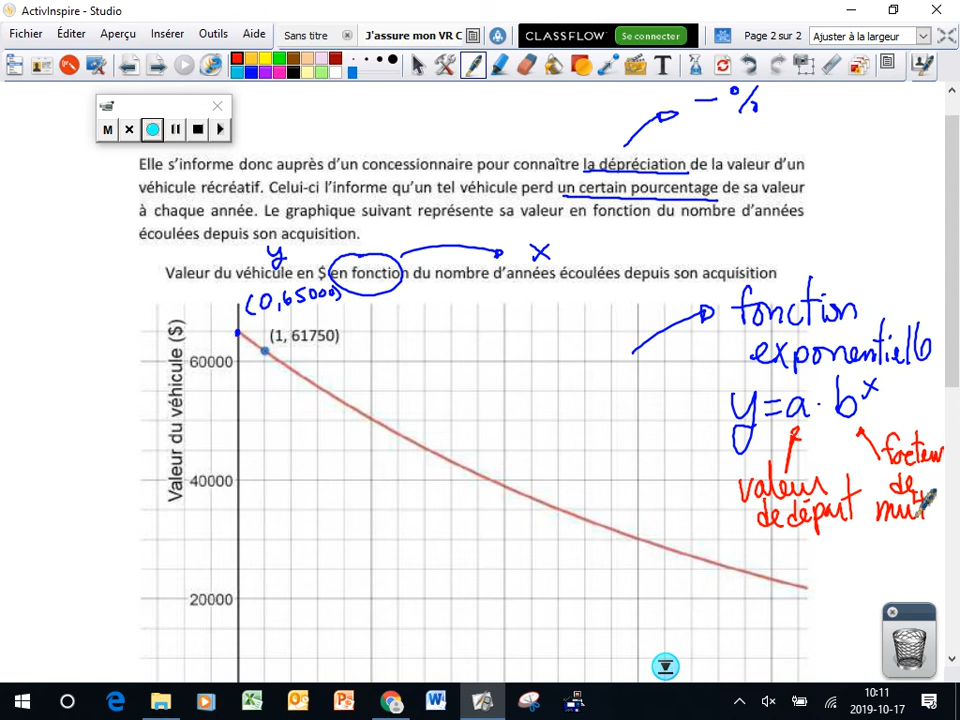 ActivInspire - Studio
Fichier Éditer Aperçu Insérer Outils Aide Sans titre J'assure mon VR C CLASSFLOW Se connecter Page 2 sur 2 Ajuster à la largeur
M
- %
Elle s'informe donc auprès d'un concessionnaire pour connaître la dépréciation de la valeur d'un
véhicule récréatif. Celui-ci l'informe qu'un tel véhicule perd un certain pourcentage de sa valeur
à chaque année. Le graphique suivant représente sa valeur en fonction du nombre d'années
écoulées depuis son acquisition.
y x
Valeur du véhicule en $ en fonction du nombre d'années écoulées depuis son acquisition
(0,65000)
fonction
exponentielle
(1, 61750)
y = a · b^x
Valeur du véhicule ($)
60000
40000
20000
valeur
de départ
facteur
de
mult
10:11
2019-10-17